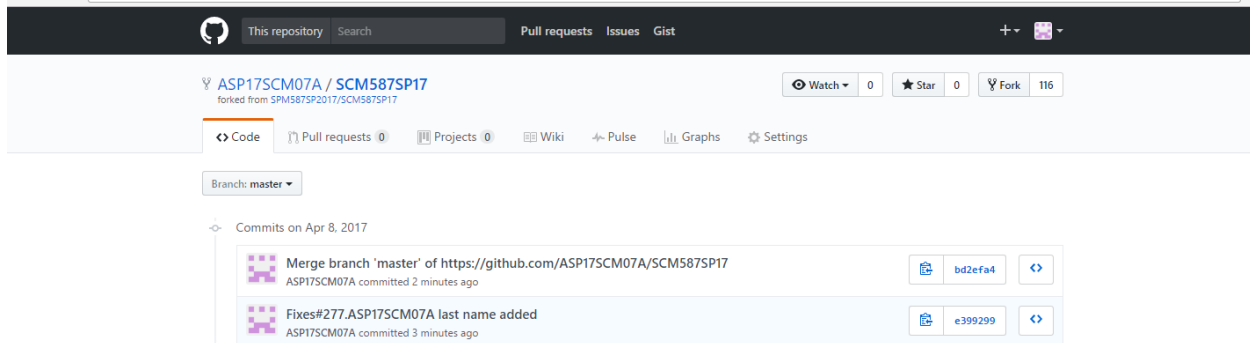 This repository Search Pull requests Issues Gist
ASP17SCM07A / SCM587SP17 Watch 0 Star 0 Fork 116
forked from SPM587SP2017/SCM587SP17
Code Pull requests 0 Projects 0 Wiki Pulse Graphs Settings
Branch: master
Commits on Apr 8, 2017
Merge branch 'master' of https://github.com/ASP17SCM07A/SCM587SP17
ASP17SCM07A committed 2 minutes ago
bd2efa4
Fixes#277.ASP17SCM07A last name added
ASP17SCM07A committed 3 minutes ago
e399299